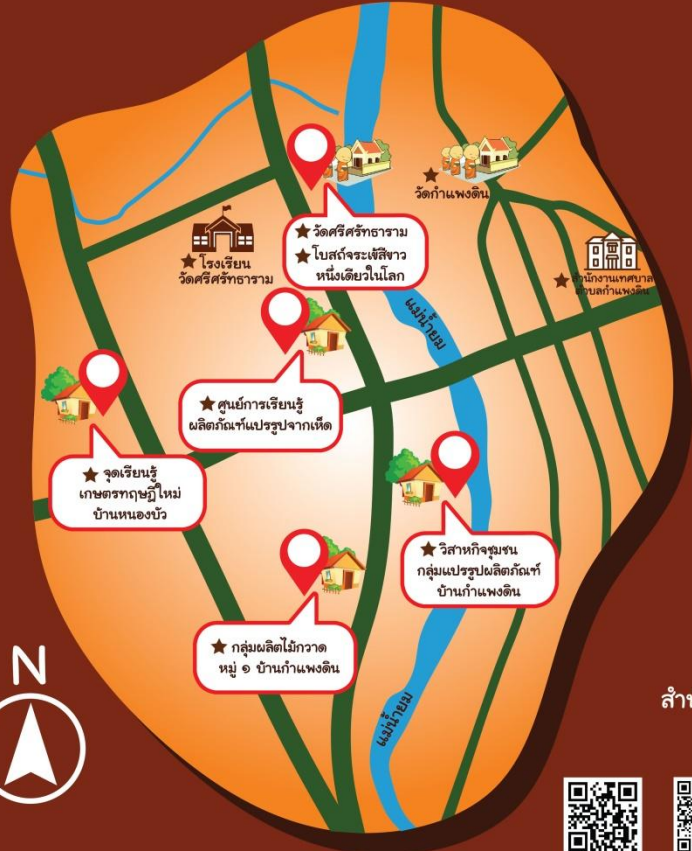 ★ วัดกำแพงดิน
★ วัดศรีศรัทธาราม
★ โบสถ์จระเข้สีขาว
หนึ่งเดียวในโลก
★ โรงเรียน
วัดศรีศรัทธาราม
★ สำนักงานเทศบาล
ตำบลกำแพงดิน
แม่น้ำยม
★ ศูนย์การเรียนรู้
ผลิตภัณฑ์แปรรูปจากเห็ด
★ จุดเรียนรู้
เกษตรทฤษฎีใหม่
บ้านหนองบัว
★ วิสาหกิจชุมชน
กลุ่มแปรรูปผลิตภัณฑ์
บ้านกำแพงดิน
★ กลุ่มผลิตไม้กวาด
หมู่ ๑ บ้านกำแพงดิน
N
แม่น้ำยม